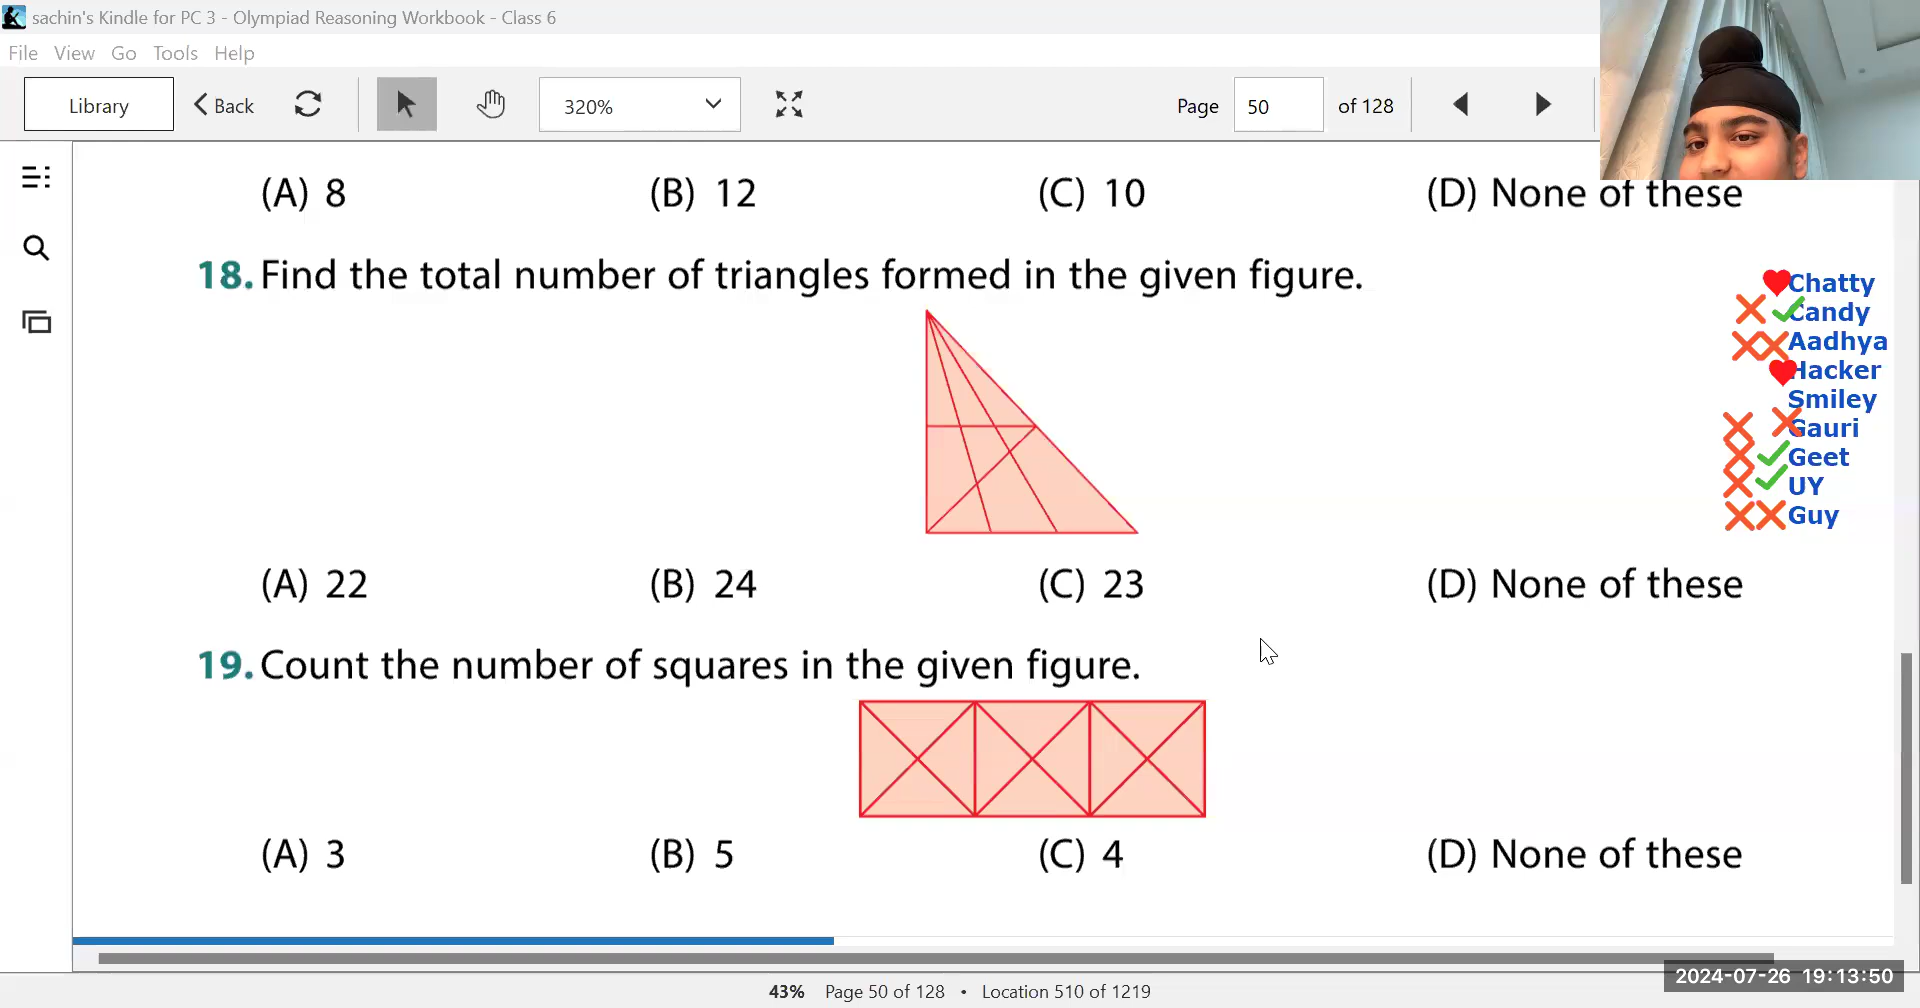 sachin's Kindle for PC 3 - Olympiad Reasoning Workbook - Class 6
File View Go Tools Help
Library Back 320% Page 50 of 128
(A) 8 (B) 12 (C) 10 (D) None of these
18. Find the total number of triangles formed in the given figure.
Chatty
Candy
Aadhya
Hacker
Smiley
Gauri
Geet
UY
Guy
(A) 22 (B) 24 (C) 23 (D) None of these
19. Count the number of squares in the given figure.
(A) 3 (B) 5 (C) 4 (D) None of these
2024-07-26 19:13:50
43% Page 50 of 128 • Location 510 of 1219